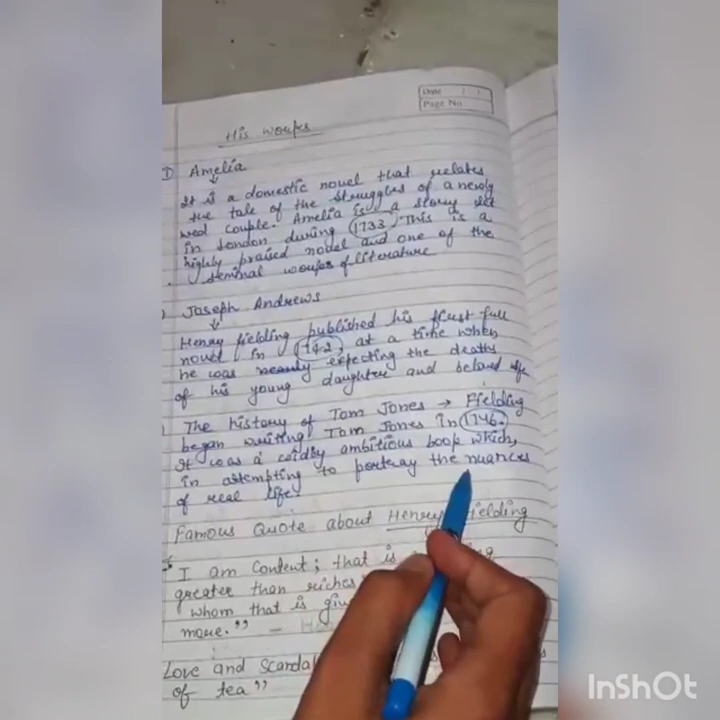 Date / /
Page No.
His works
Amelia
It is a domestic novel that relates
the tale of the struggles of a newly
wed couple. Amelia is a story set
in London during 1733. This is a
highly praised novel and one of the
seminal works of literature
Joseph Andrews
Henry fielding published his first full
novel in 1742, at a time when
he was nearly expecting the deaths
of his young daughter and beloved wife
The history of Tom Jones → Fielding
began writing Tom Jones in 1746.
It was a ambitious book which,
in attempting to portray the nuances
of real life.
Famous Quote about Henry Fielding
I am content; that is a
greater than riches
whom that is
more." —
Love and Scandal
of tea"
InShOt